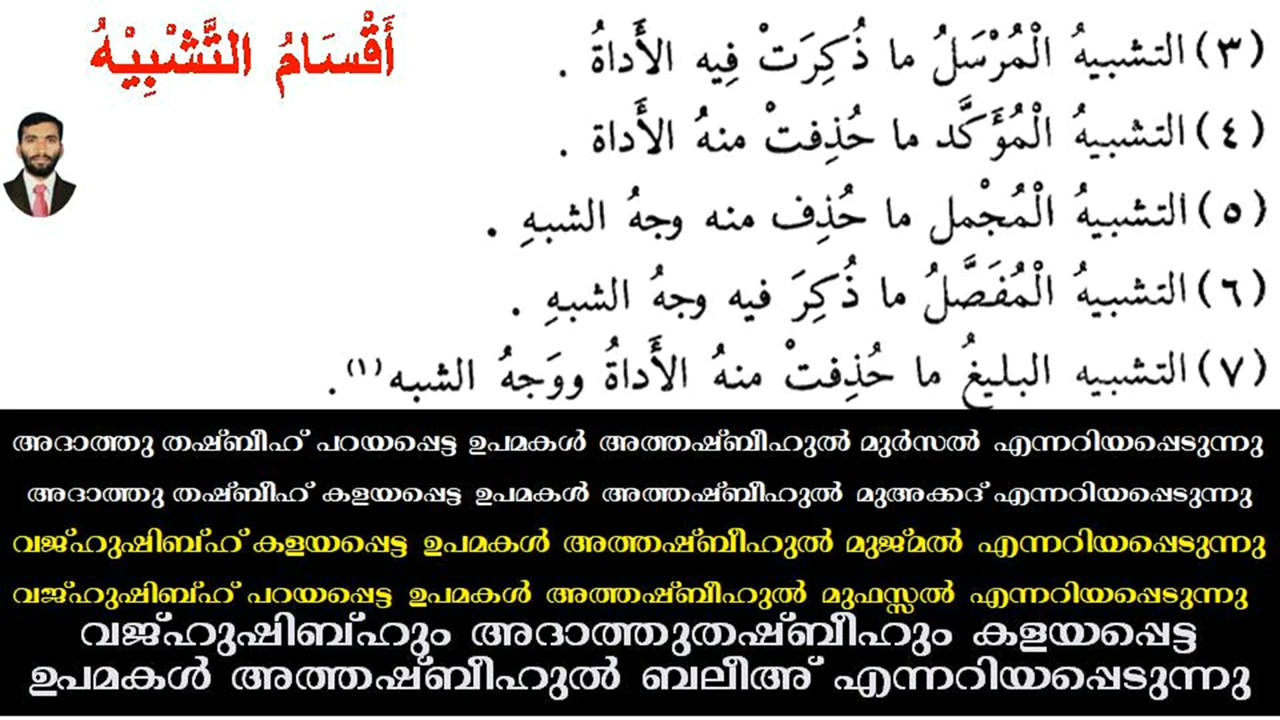 أَقْسَامُ التَّشْبِيْهُ
(٣) التشبيهُ الْمُرْسَلُ ما ذُكِرَتْ فِيه الأَداةُ .
(٤) التشبيهُ الْمُؤَكَّد ما حُذِفتْ منهُ الأَداة .
(٥) التشبيهُ الْمُجْمل ما حُذِف منه وجهُ الشبهِ .
(٦) التشبيهُ الْمُفَصَّلُ ما ذُكِرَ فيه وجهُ الشبهِ .
(٧) التشبيه البليغُ ما حُذِفتْ منهُ الأَداةُ ووَجهُ الشبه (١) .
അദാത്തു തഷ്ബീഹ് പറയപ്പെട്ട ഉപമകൾ അത്തഷ്ബീഹുൽ മുർസൽ എന്നറിയപ്പെടുന്നു
അദാത്തു തഷ്ബീഹ് കളയപ്പെട്ട ഉപമകൾ അത്തഷ്ബീഹുൽ മുഅക്കദ് എന്നറിയപ്പെടുന്നു
വജ്ഹുഷിബ്ഹ് കളയപ്പെട്ട ഉപമകൾ അത്തഷ്ബീഹുൽ മുജ്മൽ എന്നറിയപ്പെടുന്നു
വജ്ഹുഷിബ്ഹ് പറയപ്പെട്ട ഉപമകൾ അത്തഷ്ബീഹുൽ മുഫസ്സൽ എന്നറിയപ്പെടുന്നു
വജ്ഹുഷിബ്ഹും അദാത്തുതഷ്ബീഹും കളയപ്പെട്ട
ഉപമകൾ അത്തഷ്ബീഹുൽ ബലീഅ് എന്നറിയപ്പെടുന്നു